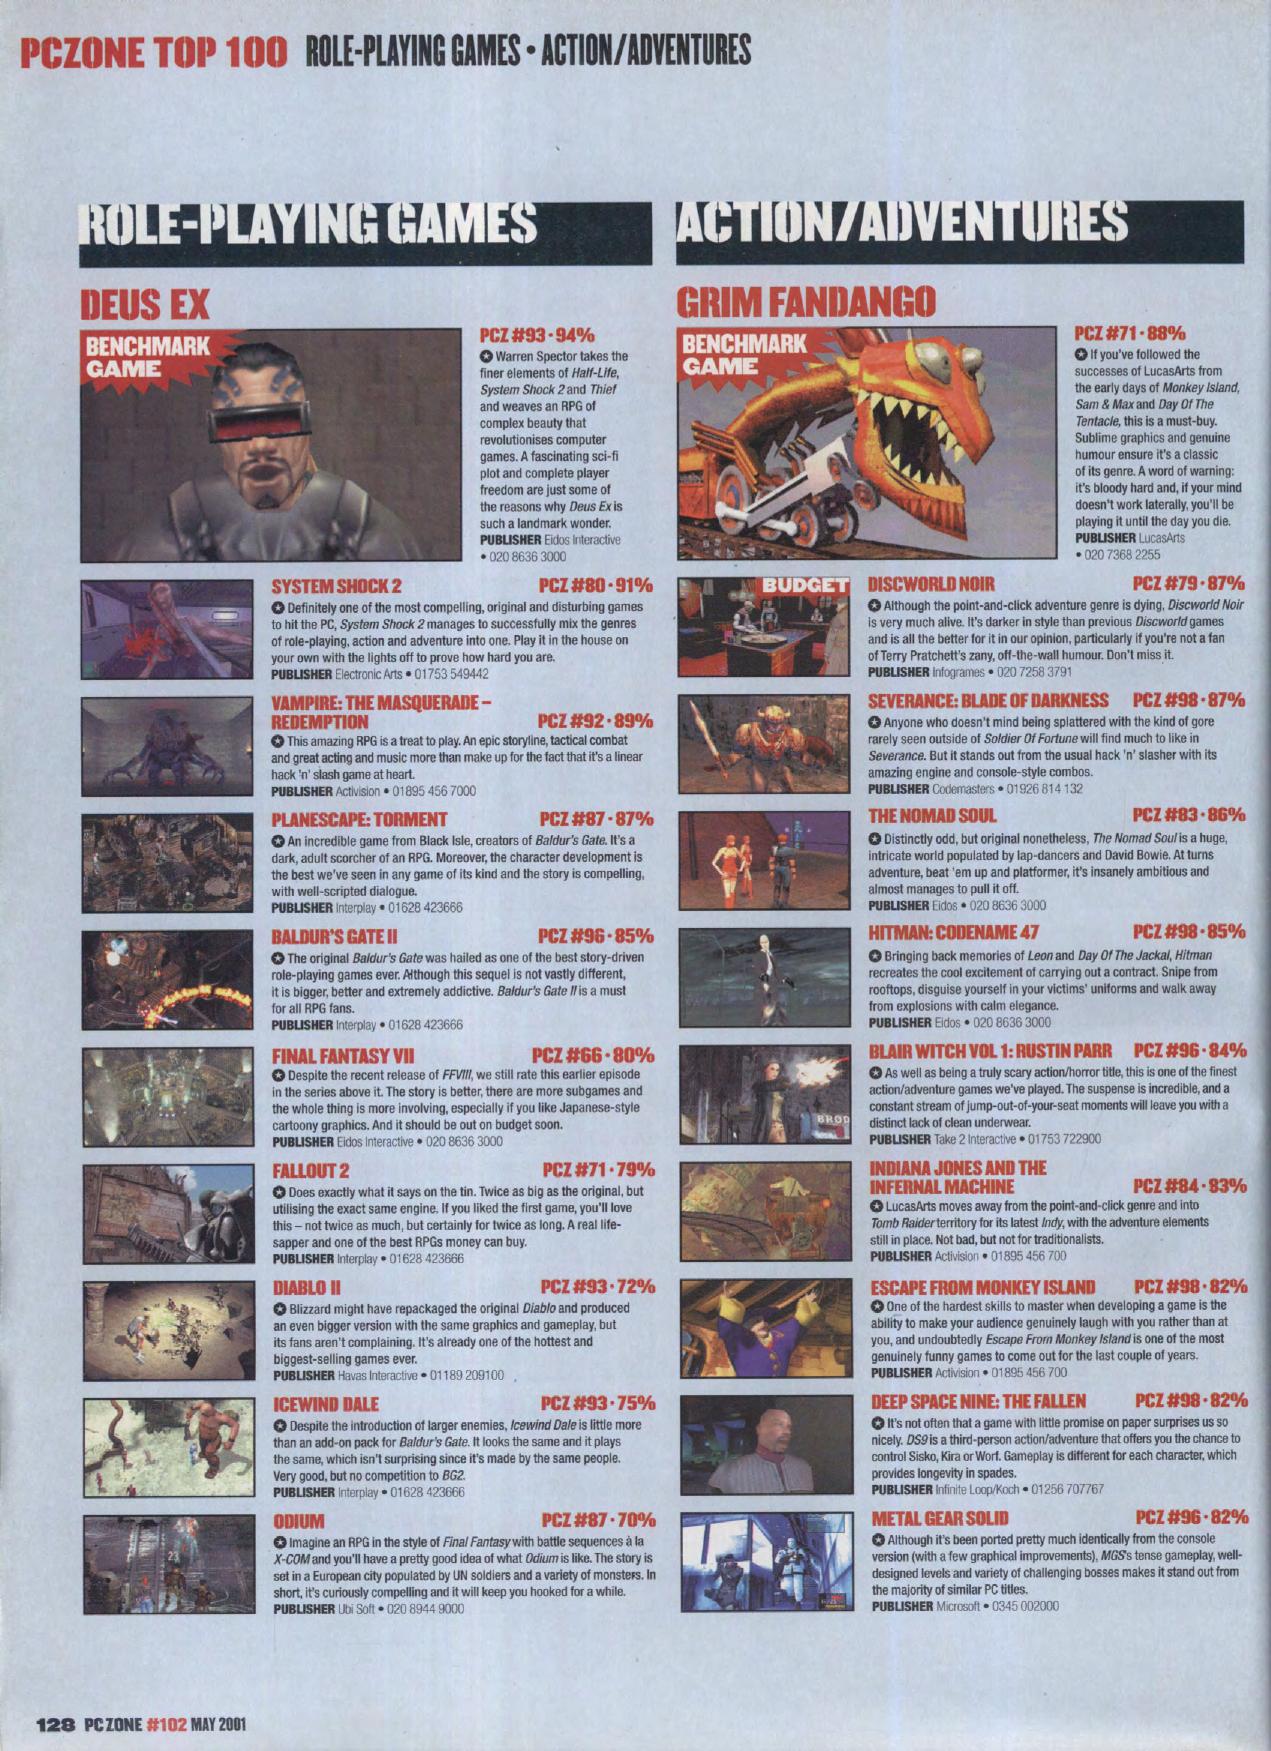 PCZONE TOP 100 ROLE-PLAYING GAMES • ACTION/ADVENTURES
ROLE-PLAYING GAMES
DEUS EX
BENCHMARK
GAME
PCZ #93 • 94%
Warren Spector takes the
finer elements of Half-Life,
System Shock 2 and Thief
and weaves an RPG of
complex beauty that
revolutionises computer
games. A fascinating sci-fi
plot and complete player
freedom are just some of
the reasons why Deus Ex is
such a landmark wonder.
PUBLISHER Eidos Interactive
• 020 8636 3000
SYSTEM SHOCK 2 PCZ #80 • 91%
Definitely one of the most compelling, original and disturbing games
to hit the PC, System Shock 2 manages to successfully mix the genres
of role-playing, action and adventure into one. Play it in the house on
your own with the lights off to prove how hard you are.
PUBLISHER Electronic Arts • 01753 549442
VAMPIRE: THE MASQUERADE –
REDEMPTION PCZ #92 • 89%
This amazing RPG is a treat to play. An epic storyline, tactical combat
and great acting and music more than make up for the fact that it's a linear
hack 'n' slash game at heart.
PUBLISHER Activision • 01895 456 7000
PLANESCAPE: TORMENT PCZ #87 • 87%
An incredible game from Black Isle, creators of Baldur's Gate. It's a
dark, adult scorcher of an RPG. Moreover, the character development is
the best we've seen in any game of its kind and the story is compelling,
with well-scripted dialogue.
PUBLISHER Interplay • 01628 423666
BALDUR'S GATE II PCZ #96 • 85%
The original Baldur's Gate was hailed as one of the best story-driven
role-playing games ever. Although this sequel is not vastly different,
it is bigger, better and extremely addictive. Baldur's Gate II is a must
for all RPG fans.
PUBLISHER Interplay • 01628 423666
FINAL FANTASY VII PCZ #66 • 80%
Despite the recent release of FFVIII, we still rate this earlier episode
in the series above it. The story is better, there are more subgames and
the whole thing is more involving, especially if you like Japanese-style
cartoony graphics. And it should be out on budget soon.
PUBLISHER Eidos Interactive • 020 8636 3000
FALLOUT 2 PCZ #71 • 79%
Does exactly what it says on the tin. Twice as big as the original, but
utilising the exact same engine. If you liked the first game, you'll love
this – not twice as much, but certainly for twice as long. A real life-
sapper and one of the best RPGs money can buy.
PUBLISHER Interplay • 01628 423666
DIABLO II PCZ #93 • 72%
Blizzard might have repackaged the original Diablo and produced
an even bigger version with the same graphics and gameplay, but
its fans aren't complaining. It's already one of the hottest and
biggest-selling games ever.
PUBLISHER Havas Interactive • 01189 209100
ICEWIND DALE PCZ #93 • 75%
Despite the introduction of larger enemies, Icewind Dale is little more
than an add-on pack for Baldur's Gate. It looks the same and it plays
the same, which isn't surprising since it's made by the same people.
Very good, but no competition to BG2.
PUBLISHER Interplay • 01628 423666
ODIUM PCZ #87 • 70%
Imagine an RPG in the style of Final Fantasy with battle sequences à la
X-COM and you'll have a pretty good idea of what Odium is like. The story is
set in a European city populated by UN soldiers and a variety of monsters. In
short, it's curiously compelling and it will keep you hooked for a while.
PUBLISHER Ubi Soft • 020 8944 9000
ACTION/ADVENTURES
GRIM FANDANGO
BENCHMARK
GAME
PCZ #71 • 88%
If you've followed the
successes of LucasArts from
the early days of Monkey Island,
Sam & Max and Day Of The
Tentacle, this is a must-buy.
Sublime graphics and genuine
humour ensure it's a classic
of its genre. A word of warning:
it's bloody hard and, if your mind
doesn't work laterally, you'll be
playing it until the day you die.
PUBLISHER LucasArts
• 020 7368 2255
BUDGET
DISCWORLD NOIR PCZ #79 • 87%
Although the point-and-click adventure genre is dying, Discworld Noir
is very much alive. It's darker in style than previous Discworld games
and is all the better for it in our opinion, particularly if you're not a fan
of Terry Pratchett's zany, off-the-wall humour. Don't miss it.
PUBLISHER Infogrames • 020 7258 3791
SEVERANCE: BLADE OF DARKNESS PCZ #98 • 87%
Anyone who doesn't mind being splattered with the kind of gore
rarely seen outside of Soldier Of Fortune will find much to like in
Severance. But it stands out from the usual hack 'n' slasher with its
amazing engine and console-style combos.
PUBLISHER Codemasters • 01926 814 132
THE NOMAD SOUL PCZ #83 • 86%
Distinctly odd, but original nonetheless, The Nomad Soul is a huge,
intricate world populated by lap-dancers and David Bowie. At turns
adventure, beat 'em up and platformer, it's insanely ambitious and
almost manages to pull it off.
PUBLISHER Eidos • 020 8636 3000
HITMAN: CODENAME 47 PCZ #98 • 85%
Bringing back memories of Leon and Day Of The Jackal, Hitman
recreates the cool excitement of carrying out a contract. Snipe from
rooftops, disguise yourself in your victims' uniforms and walk away
from explosions with calm elegance.
PUBLISHER Eidos • 020 8636 3000
BLAIR WITCH VOL 1: RUSTIN PARR PCZ #96 • 84%
As well as being a truly scary action/horror title, this is one of the finest
action/adventure games we've played. The suspense is incredible, and a
constant stream of jump-out-of-your-seat moments will leave you with a
distinct lack of clean underwear.
PUBLISHER Take 2 Interactive • 01753 722900
BROD
INDIANA JONES AND THE
INFERNAL MACHINE PCZ #84 • 83%
LucasArts moves away from the point-and-click genre and into
Tomb Raider territory for its latest Indy, with the adventure elements
still in place. Not bad, but not for traditionalists.
PUBLISHER Activision • 01895 456 700
ESCAPE FROM MONKEY ISLAND PCZ #98 • 82%
One of the hardest skills to master when developing a game is the
ability to make your audience genuinely laugh with you rather than at
you, and undoubtedly Escape From Monkey Island is one of the most
genuinely funny games to come out for the last couple of years.
PUBLISHER Activision • 01895 456 700
DEEP SPACE NINE: THE FALLEN PCZ #98 • 82%
It's not often that a game with little promise on paper surprises us so
nicely. DS9 is a third-person action/adventure that offers you the chance to
control Sisko, Kira or Worf. Gameplay is different for each character, which
provides longevity in spades.
PUBLISHER Infinite Loop/Koch • 01256 707767
METAL GEAR SOLID PCZ #96 • 82%
Although it's been ported pretty much identically from the console
version (with a few graphical improvements), MGS's tense gameplay, well-
designed levels and variety of challenging bosses makes it stand out from
the majority of similar PC titles.
PUBLISHER Microsoft • 0345 002000
128 PCZONE #102 MAY 2001